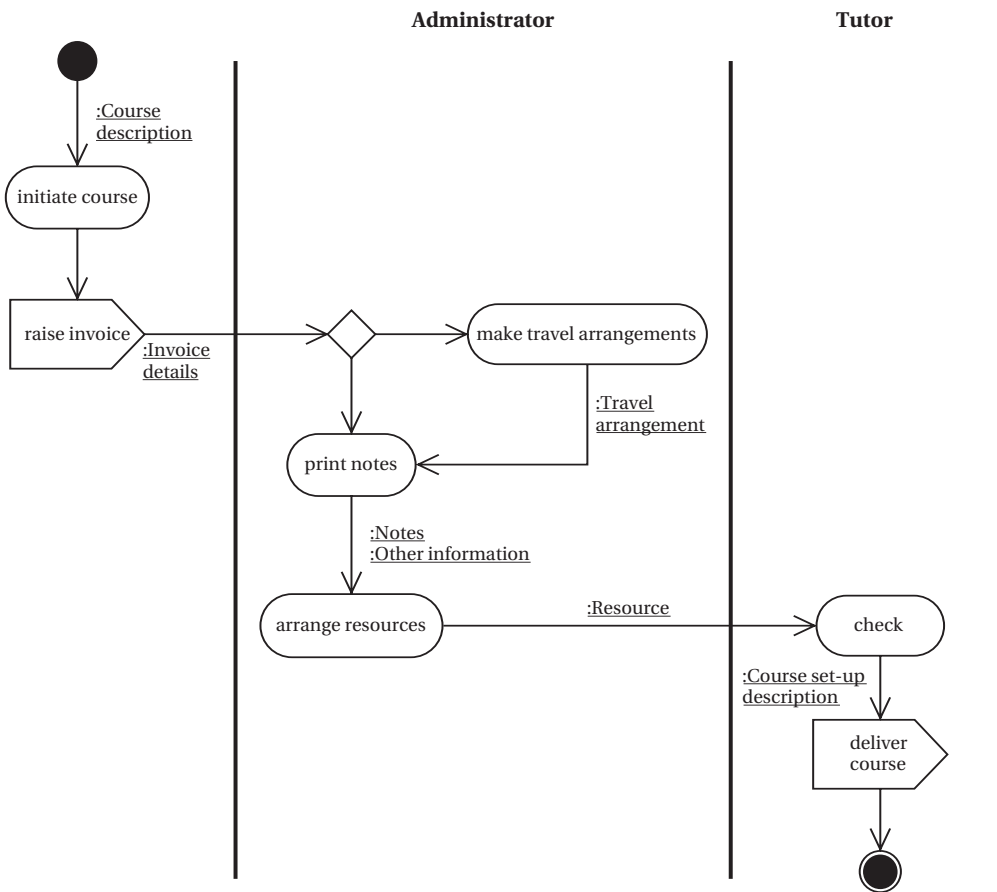 Administrator
Tutor
:Course
description
initiate course
raise invoice
:Invoice
details
make travel arrangements
:Travel
arrangement
print notes
:Notes
:Other information
arrange resources
:Resource
check
:Course set-up
description
deliver
course